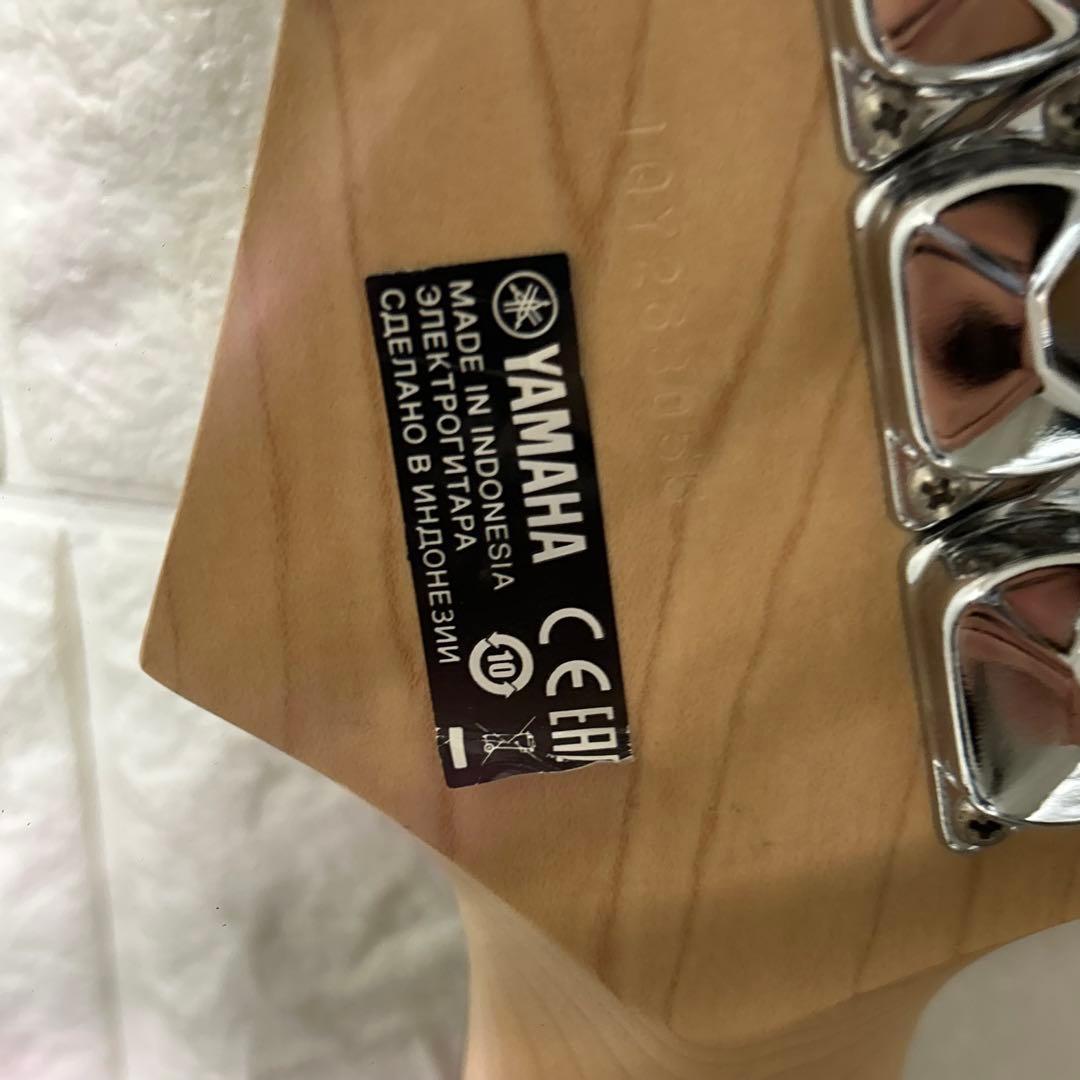 YAMAHA
MADE IN INDONESIA
ЭЛЕКТРОГИТАРА
СДЕЛАНО В ИНДОНЕЗИИ
CE
10
EAC